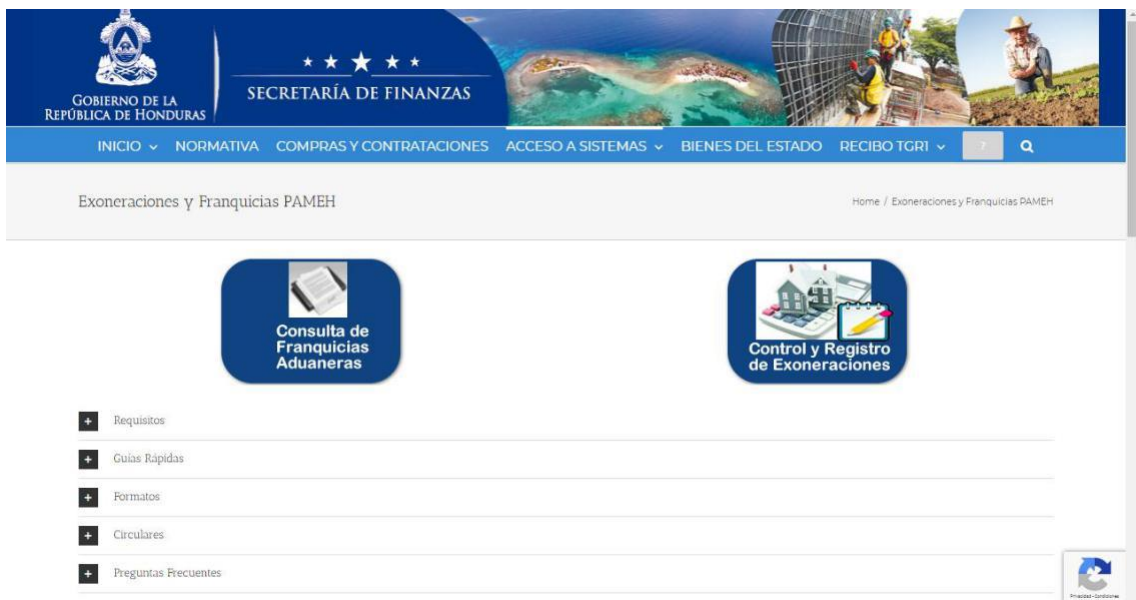 GOBIERNO DE LA
REPÚBLICA DE HONDURAS
SECRETARÍA DE FINANZAS
INICIO NORMATIVA COMPRAS Y CONTRATACIONES ACCESO A SISTEMAS BIENES DEL ESTADO RECIBO TGR1 ?
Exoneraciones y Franquicias PAMEH
Home / Exoneraciones y Franquicias PAMEH
Consulta de
Franquicias
Aduaneras
Control y Registro
de Exoneraciones
Requisitos
Guías Rápidas
Formatos
Circulares
Preguntas Frecuentes
Privacidad - Condiciones